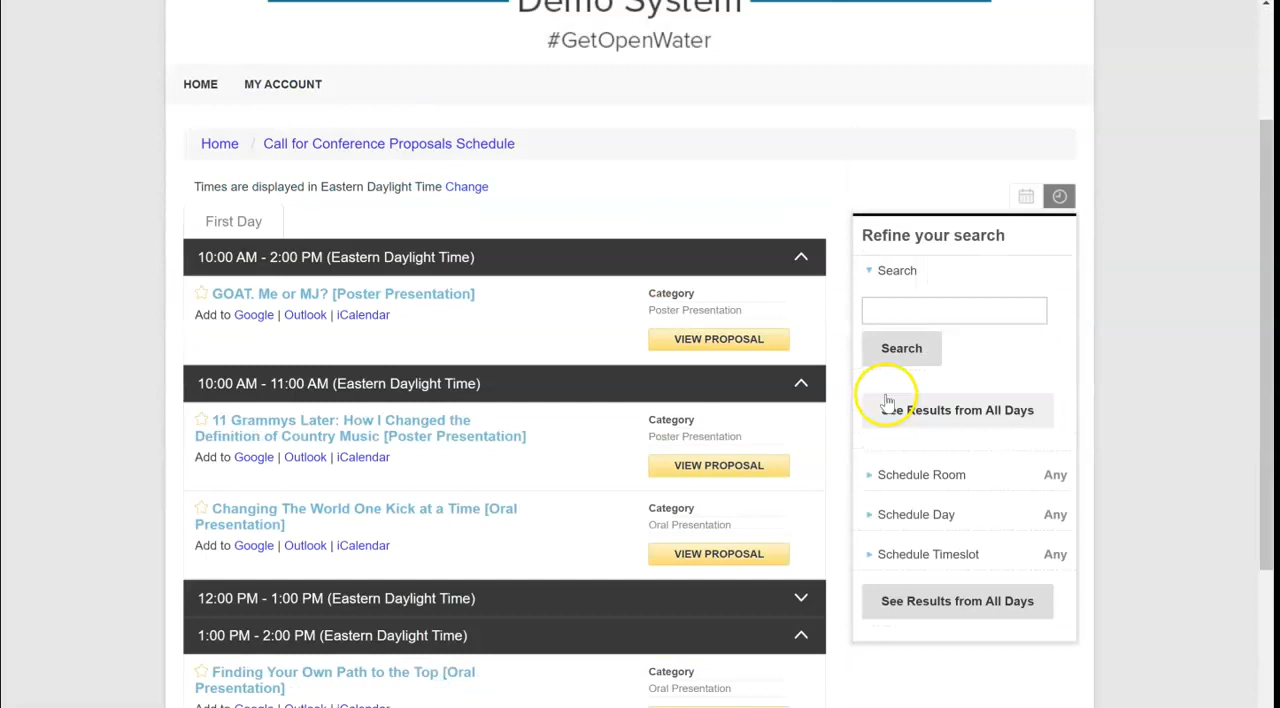 Demo System
#GetOpenWater
HOME MY ACCOUNT
Home / Call for Conference Proposals Schedule
Times are displayed in Eastern Daylight Time Change
First Day
10:00 AM - 2:00 PM (Eastern Daylight Time)
GOAT. Me or MJ? [Poster Presentation]
Add to Google | Outlook | iCalendar
Category
Poster Presentation
VIEW PROPOSAL
10:00 AM - 11:00 AM (Eastern Daylight Time)
11 Grammys Later: How I Changed the
Definition of Country Music [Poster Presentation]
Add to Google | Outlook | iCalendar
Category
Poster Presentation
VIEW PROPOSAL
Changing The World One Kick at a Time [Oral
Presentation]
Add to Google | Outlook | iCalendar
Category
Oral Presentation
VIEW PROPOSAL
12:00 PM - 1:00 PM (Eastern Daylight Time)
1:00 PM - 2:00 PM (Eastern Daylight Time)
Finding Your Own Path to the Top [Oral
Presentation]
Add to Google | Outlook | iCalendar
Category
Oral Presentation
Refine your search
Search
Search
See Results from All Days
Schedule Room Any
Schedule Day Any
Schedule Timeslot Any
See Results from All Days